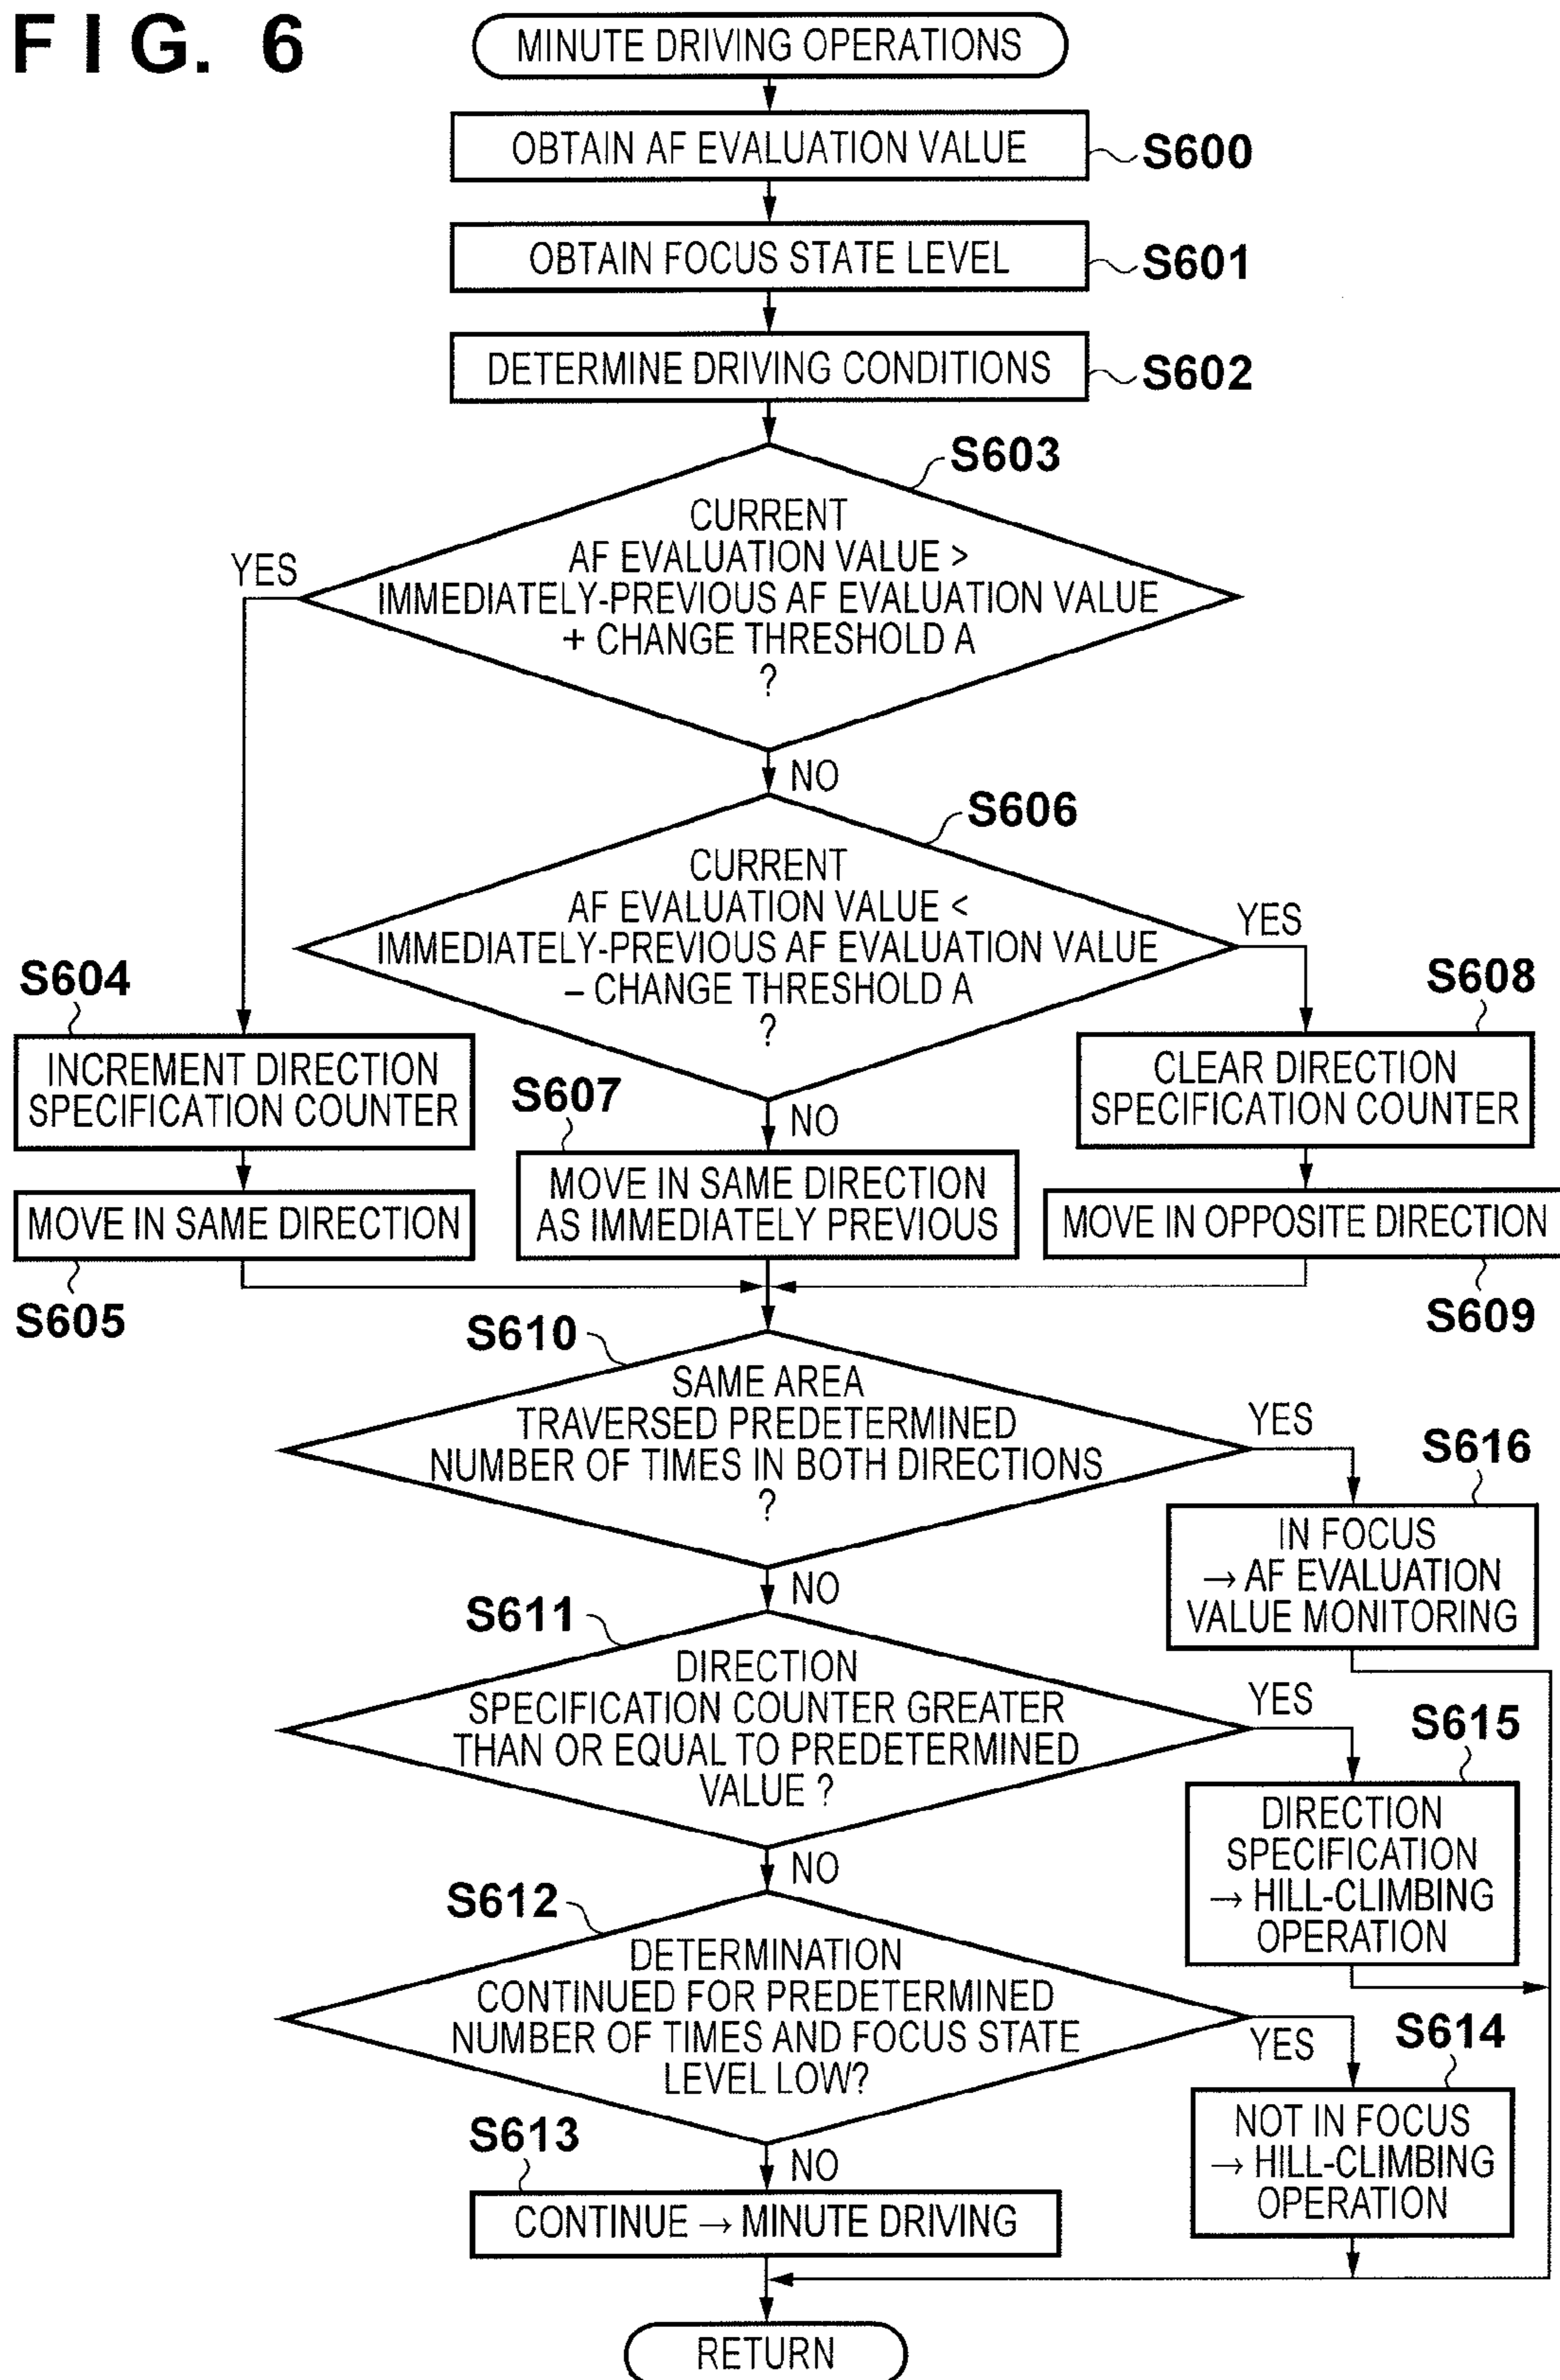 FIG. 6
MINUTE DRIVING OPERATIONS
OBTAIN AF EVALUATION VALUE
S600
OBTAIN FOCUS STATE LEVEL
S601
DETERMINE DRIVING CONDITIONS
S602
S603
CURRENT
AF EVALUATION VALUE >
IMMEDIATELY-PREVIOUS AF EVALUATION VALUE
+ CHANGE THRESHOLD A
?
YES
NO
S606
CURRENT
AF EVALUATION VALUE <
IMMEDIATELY-PREVIOUS AF EVALUATION VALUE
– CHANGE THRESHOLD A
?
YES
NO
S604
INCREMENT DIRECTION
SPECIFICATION COUNTER
MOVE IN SAME DIRECTION
S605
S607
MOVE IN SAME DIRECTION
AS IMMEDIATELY PREVIOUS
S608
CLEAR DIRECTION
SPECIFICATION COUNTER
MOVE IN OPPOSITE DIRECTION
S609
S610
SAME AREA
TRAVERSED PREDETERMINED
NUMBER OF TIMES IN BOTH DIRECTIONS
?
YES
NO
S616
IN FOCUS
→ AF EVALUATION
VALUE MONITORING
S611
DIRECTION
SPECIFICATION COUNTER GREATER
THAN OR EQUAL TO PREDETERMINED
VALUE ?
YES
NO
S615
DIRECTION
SPECIFICATION
→ HILL-CLIMBING
OPERATION
S612
DETERMINATION
CONTINUED FOR PREDETERMINED
NUMBER OF TIMES AND FOCUS STATE
LEVEL LOW?
YES
NO
S614
NOT IN FOCUS
→ HILL-CLIMBING
OPERATION
S613
CONTINUE → MINUTE DRIVING
RETURN